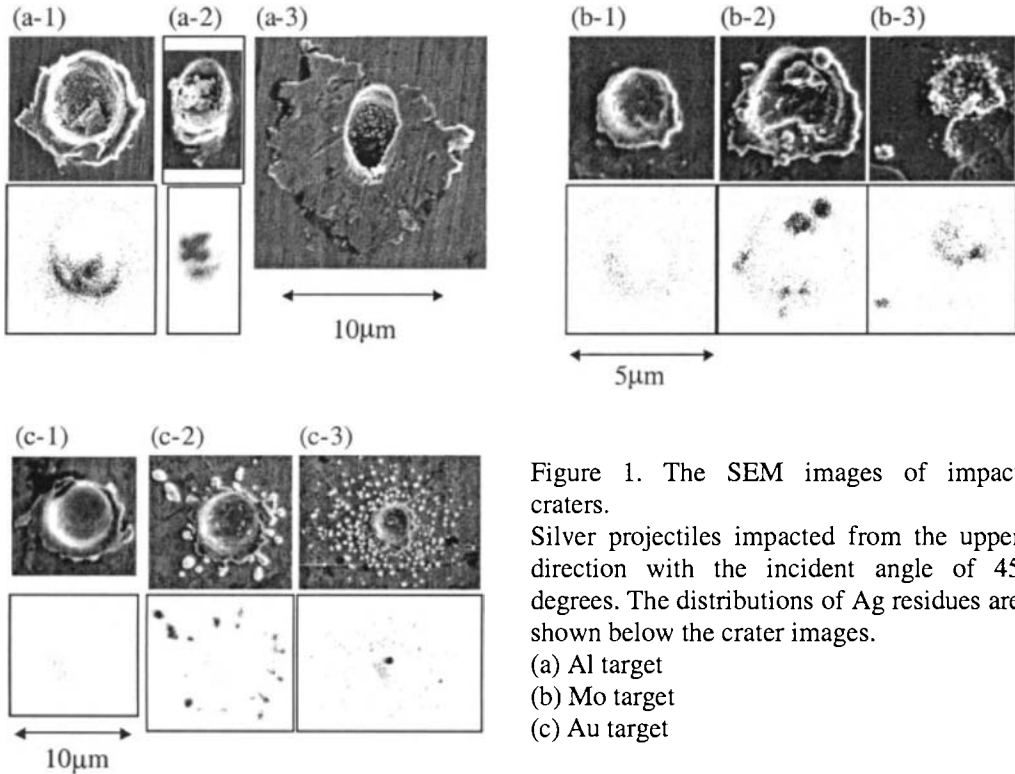 (a-1) (a-2) (a-3)
(b-1) (b-2) (b-3)
10µm
5µm
(c-1) (c-2) (c-3)
10µm
Figure 1. The SEM images of impact
craters.
Silver projectiles impacted from the upper
direction with the incident angle of 45
degrees. The distributions of Ag residues are
shown below the crater images.
(a) Al target
(b) Mo target
(c) Au target